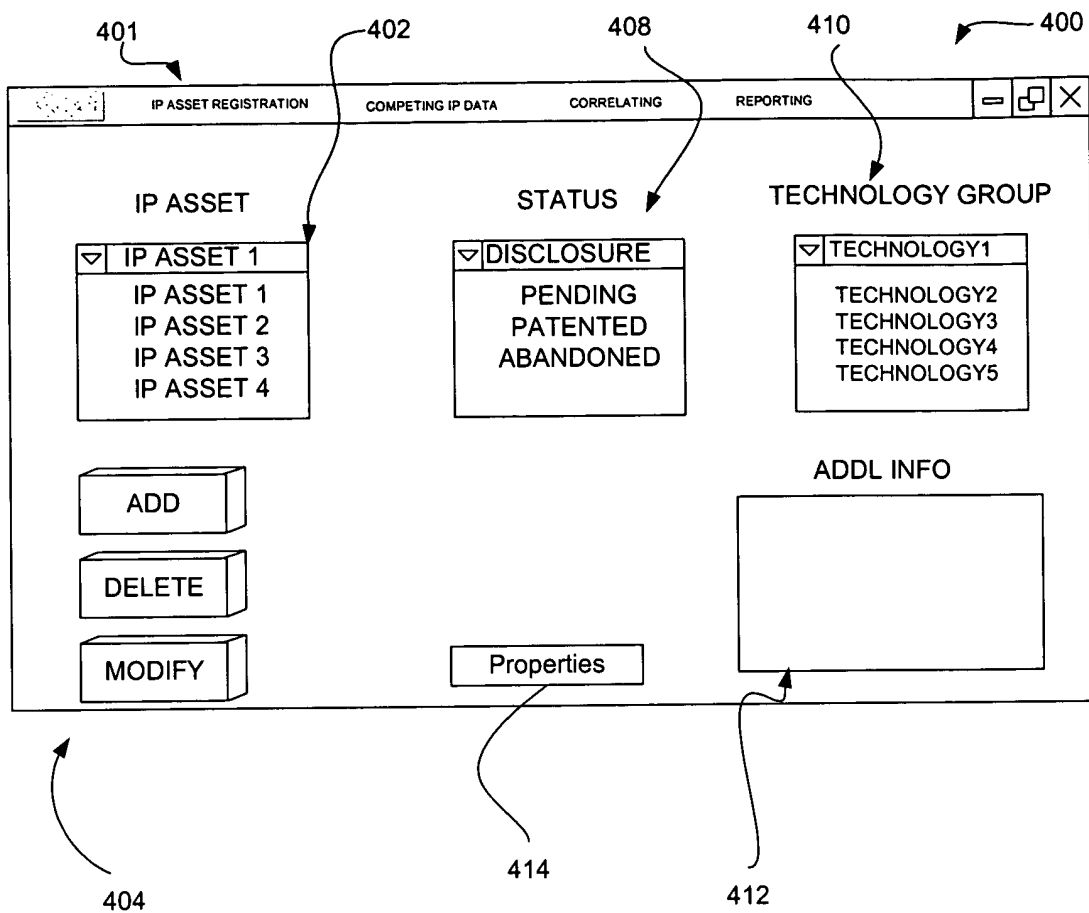 401
402
408
410
400
IP ASSET REGISTRATION
COMPETING IP DATA
CORRELATING
REPORTING
IP ASSET
STATUS
TECHNOLOGY GROUP
IP ASSET 1
IP ASSET 1
IP ASSET 2
IP ASSET 3
IP ASSET 4
DISCLOSURE
PENDING
PATENTED
ABANDONED
TECHNOLOGY1
TECHNOLOGY2
TECHNOLOGY3
TECHNOLOGY4
TECHNOLOGY5
ADD
DELETE
MODIFY
Properties
ADDL INFO
404
414
412